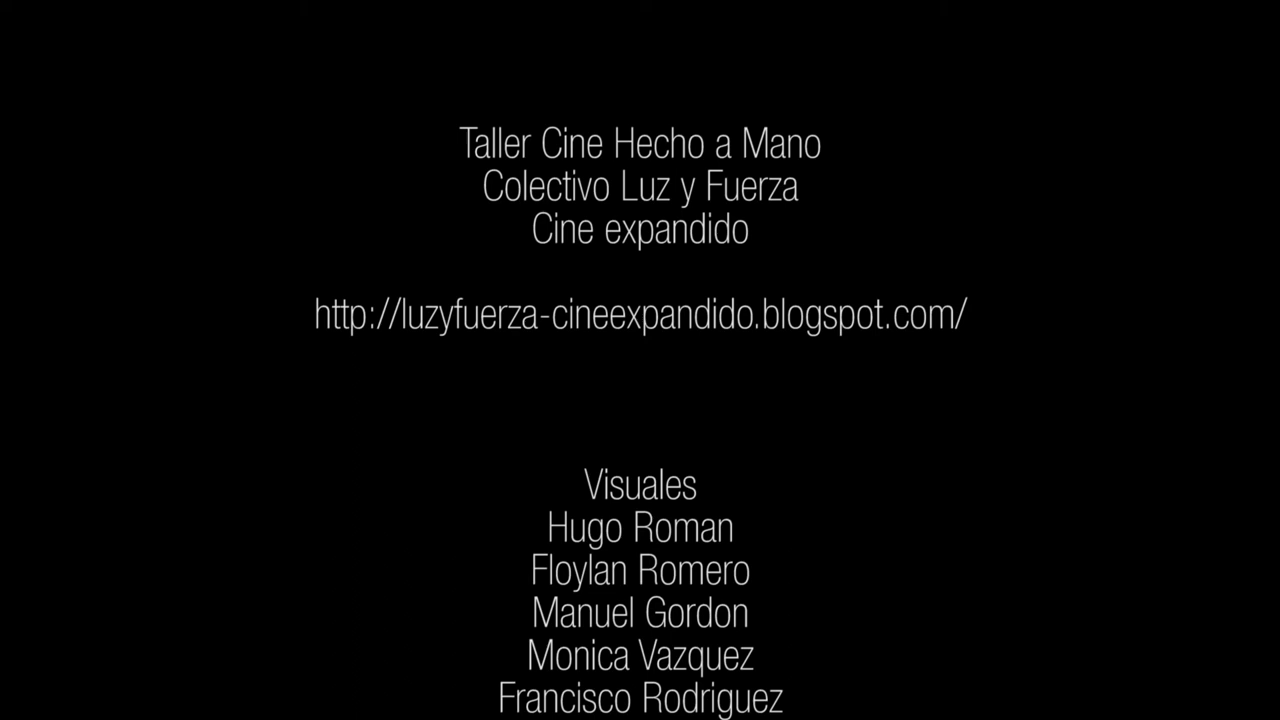 Taller Cine Hecho a Mano
Colectivo Luz y Fuerza
Cine expandido
http://luzyfuerza-cineexpandido.blogspot.com/
Visuales
Hugo Roman
Floylan Romero
Manuel Gordon
Monica Vazquez
Francisco Rodriguez